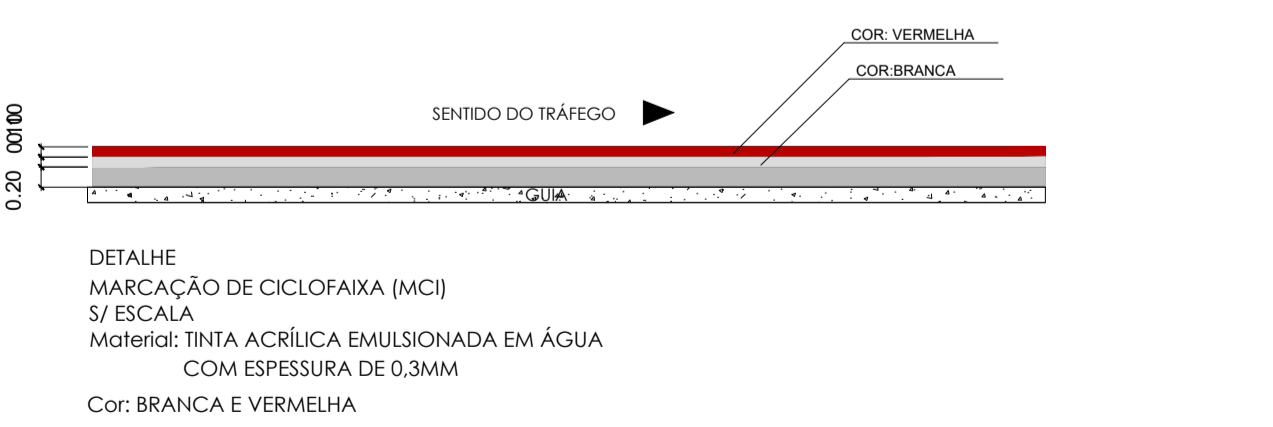 COR: VERMELHA
COR:BRANCA
SENTIDO DO TRÁFEGO
0.20
GUIA
DETALHE
MARCAÇÃO DE CICLOFAIXA (MCI)
S/ ESCALA
Material: TINTA ACRÍLICA EMULSIONADA EM ÁGUA
COM ESPESSURA DE 0,3MM
Cor: BRANCA E VERMELHA